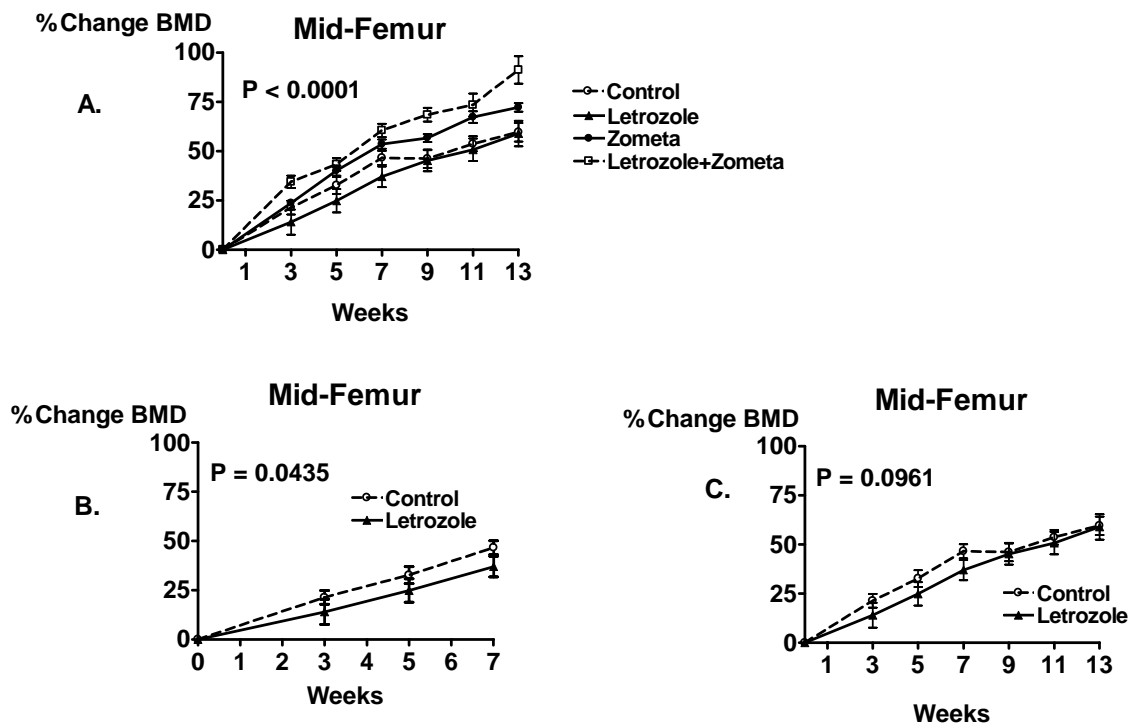 %Change BMD
Mid-Femur
A.
P < 0.0001
100
75
50
25
0
1 3 5 7 9 11 13
Weeks
Control
Letrozole
Zometa
Letrozole+Zometa
Mid-Femur
%Change BMD
B.
P = 0.0435
100
75
50
25
0
0 1 2 3 4 5 6 7
Weeks
Control
Letrozole
Mid-Femur
%Change BMD
C.
P = 0.0961
100
75
50
25
0
1 3 5 7 9 11 13
Weeks
Control
Letrozole